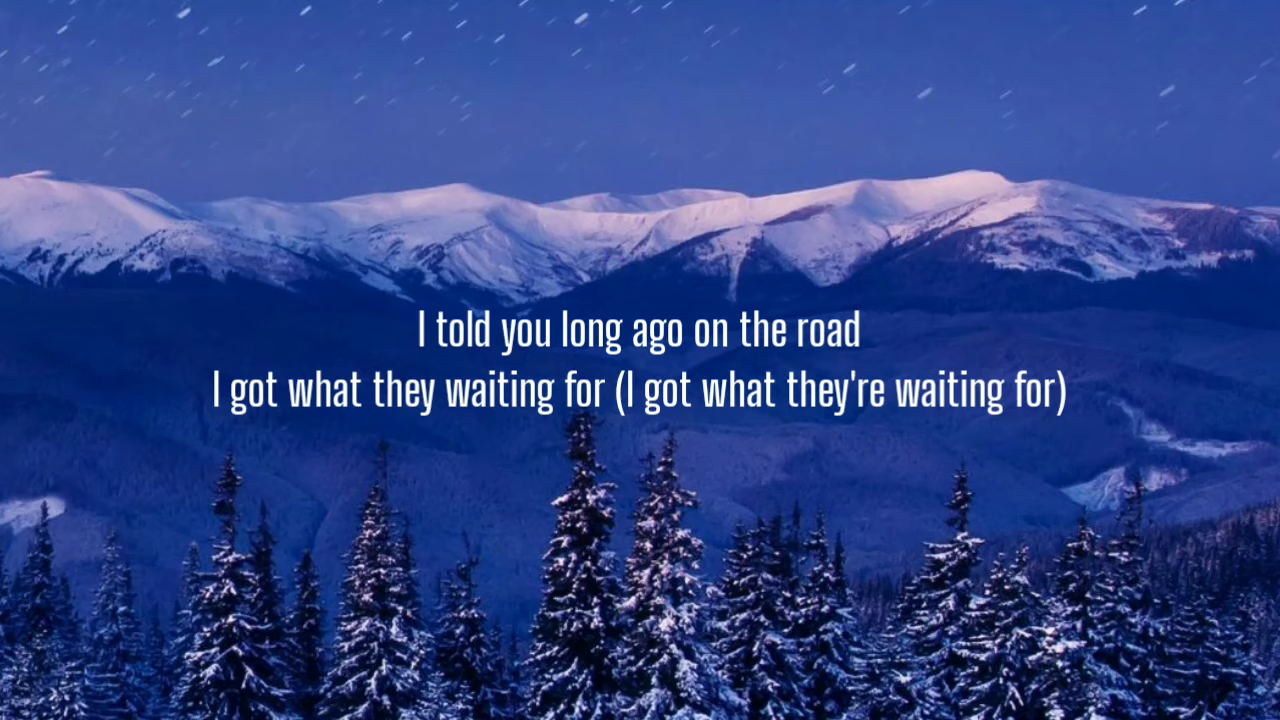 I told you long ago on the road
I got what they waiting for (I got what they're waiting for)